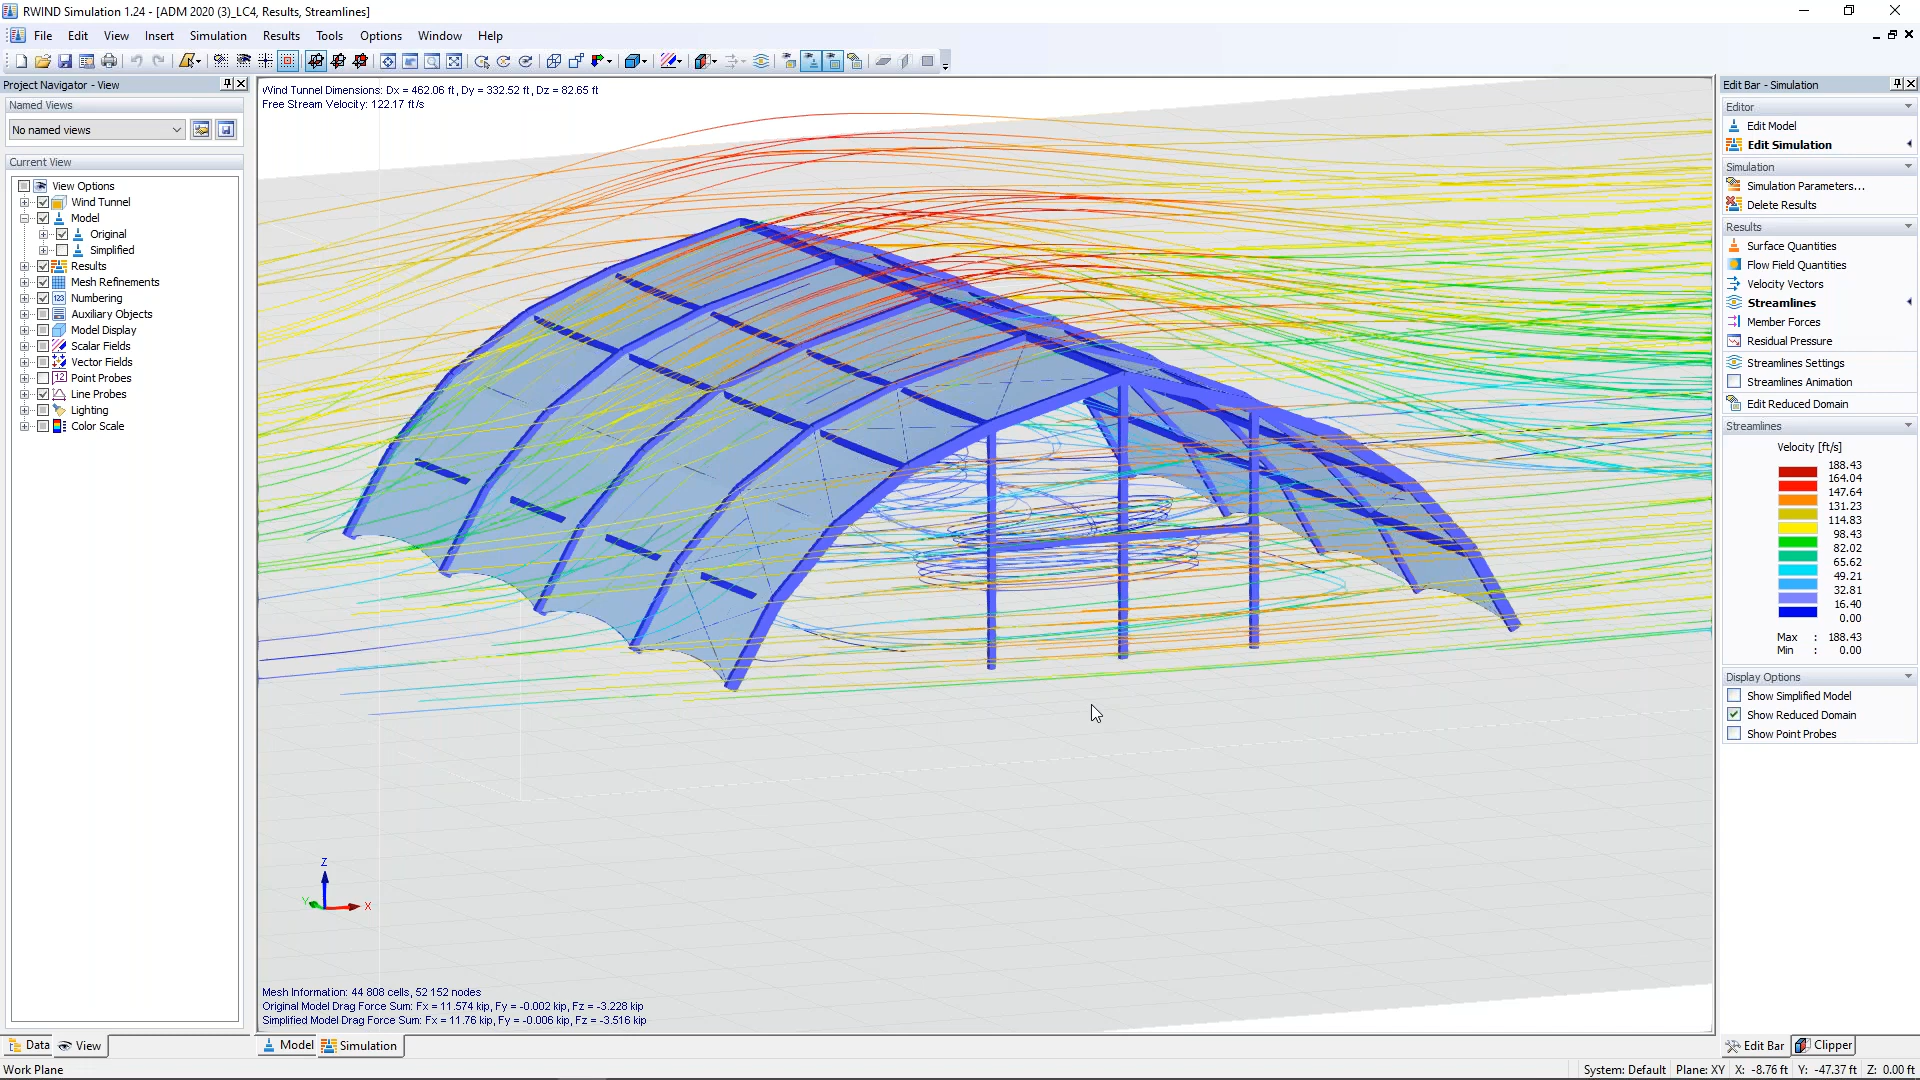 RWIND Simulation 1.24 - [ADM 2020 (3)_LC4, Results, Streamlines]
File Edit View Insert Simulation Results Tools Options Window Help
Project Navigator - View
Named Views
No named views
Current View
View Options
Wind Tunnel
Model
Original
Simplified
Results
Mesh Refinements
123 Numbering
Auxiliary Objects
Model Display
Scalar Fields
Vector Fields
12 Point Probes
Line Probes
Lighting
Color Scale
Data
View
Wind Tunnel Dimensions: Dx = 462.06 ft, Dy = 332.52 ft, Dz = 82.65 ft
Free Stream Velocity: 122.17 ft/s
Z
Y
X
Mesh Information: 44 808 cells, 52 152 nodes
Original Model Drag Force Sum: Fx = 11.574 kip, Fy = -0.002 kip, Fz = -3.228 kip
Simplified Model Drag Force Sum: Fx = 11.76 kip, Fy = -0.006 kip, Fz = -3.516 kip
Model
Simulation
Edit Bar - Simulation
Editor
Edit Model
Edit Simulation
Simulation
Simulation Parameters...
Delete Results
Results
Surface Quantities
Flow Field Quantities
Velocity Vectors
Streamlines
Member Forces
Residual Pressure
Streamlines Settings
Streamlines Animation
Edit Reduced Domain
Streamlines
Velocity [ft/s]
188.43
164.04
147.64
131.23
114.83
98.43
82.02
65.62
49.21
32.81
16.40
0.00
Max : 188.43
Min : 0.00
Display Options
Show Simplified Model
Show Reduced Domain
Show Point Probes
Edit Bar
Clipper
Work Plane
System: Default Plane: XY X: -8.76 ft Y: -47.37 ft Z: 0.00 ft